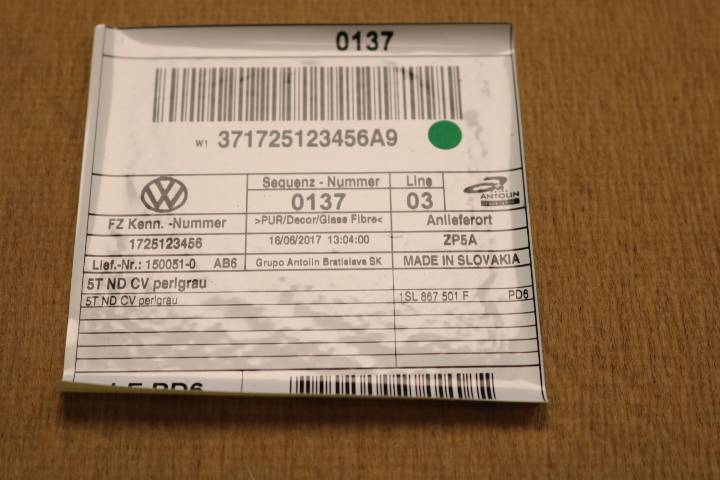 0137
W1 371725123456A9
Sequenz - Nummer Line
0137 03
ANTOLIN
FZ Kenn. -Nummer >PUR/Decor/Glass Fibre< Anlieferort
1725123456 16/06/2017 13:04:00 ZP5A
Lief.-Nr.: 150051-0 AB6 Grupo Antolin Bratislava SK MADE IN SLOVAKIA
5T ND CV perlgrau
5T ND CV perlgrau 1SL 867 501 F PD6